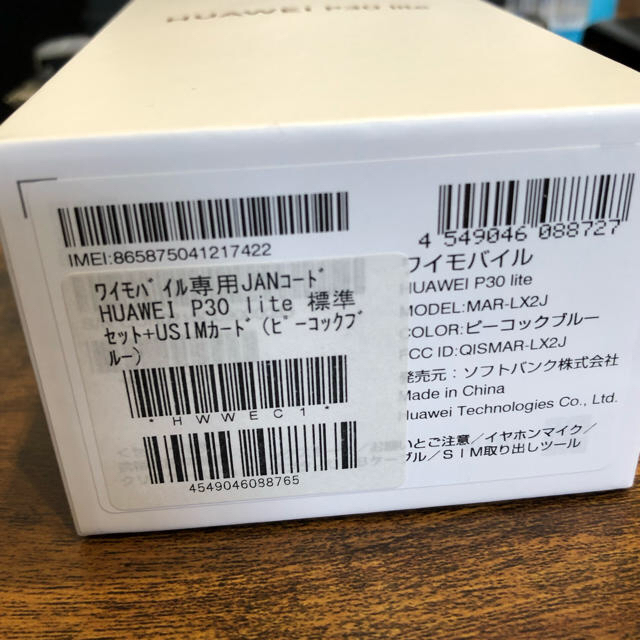 HUAWEI P30 lite
IMEI:865875041217422
4 549046 088727
ワイモバイル専用JANコード
HUAWEI P30 lite 標準
セット+USIMカード(ピーコックブ
ルー)
*HWWEC1*
4549046088765
ワイモバイル
HUAWEI P30 lite
MODEL:MAR-LX2J
COLOR:ピーコックブルー
FCC ID:QISMAR-LX2J
発売元:ソフトバンク株式会社
Made in China
Huawei Technologies Co., Ltd.
とご注意/イヤホンマイク/
ブル/SIM取り出しツール